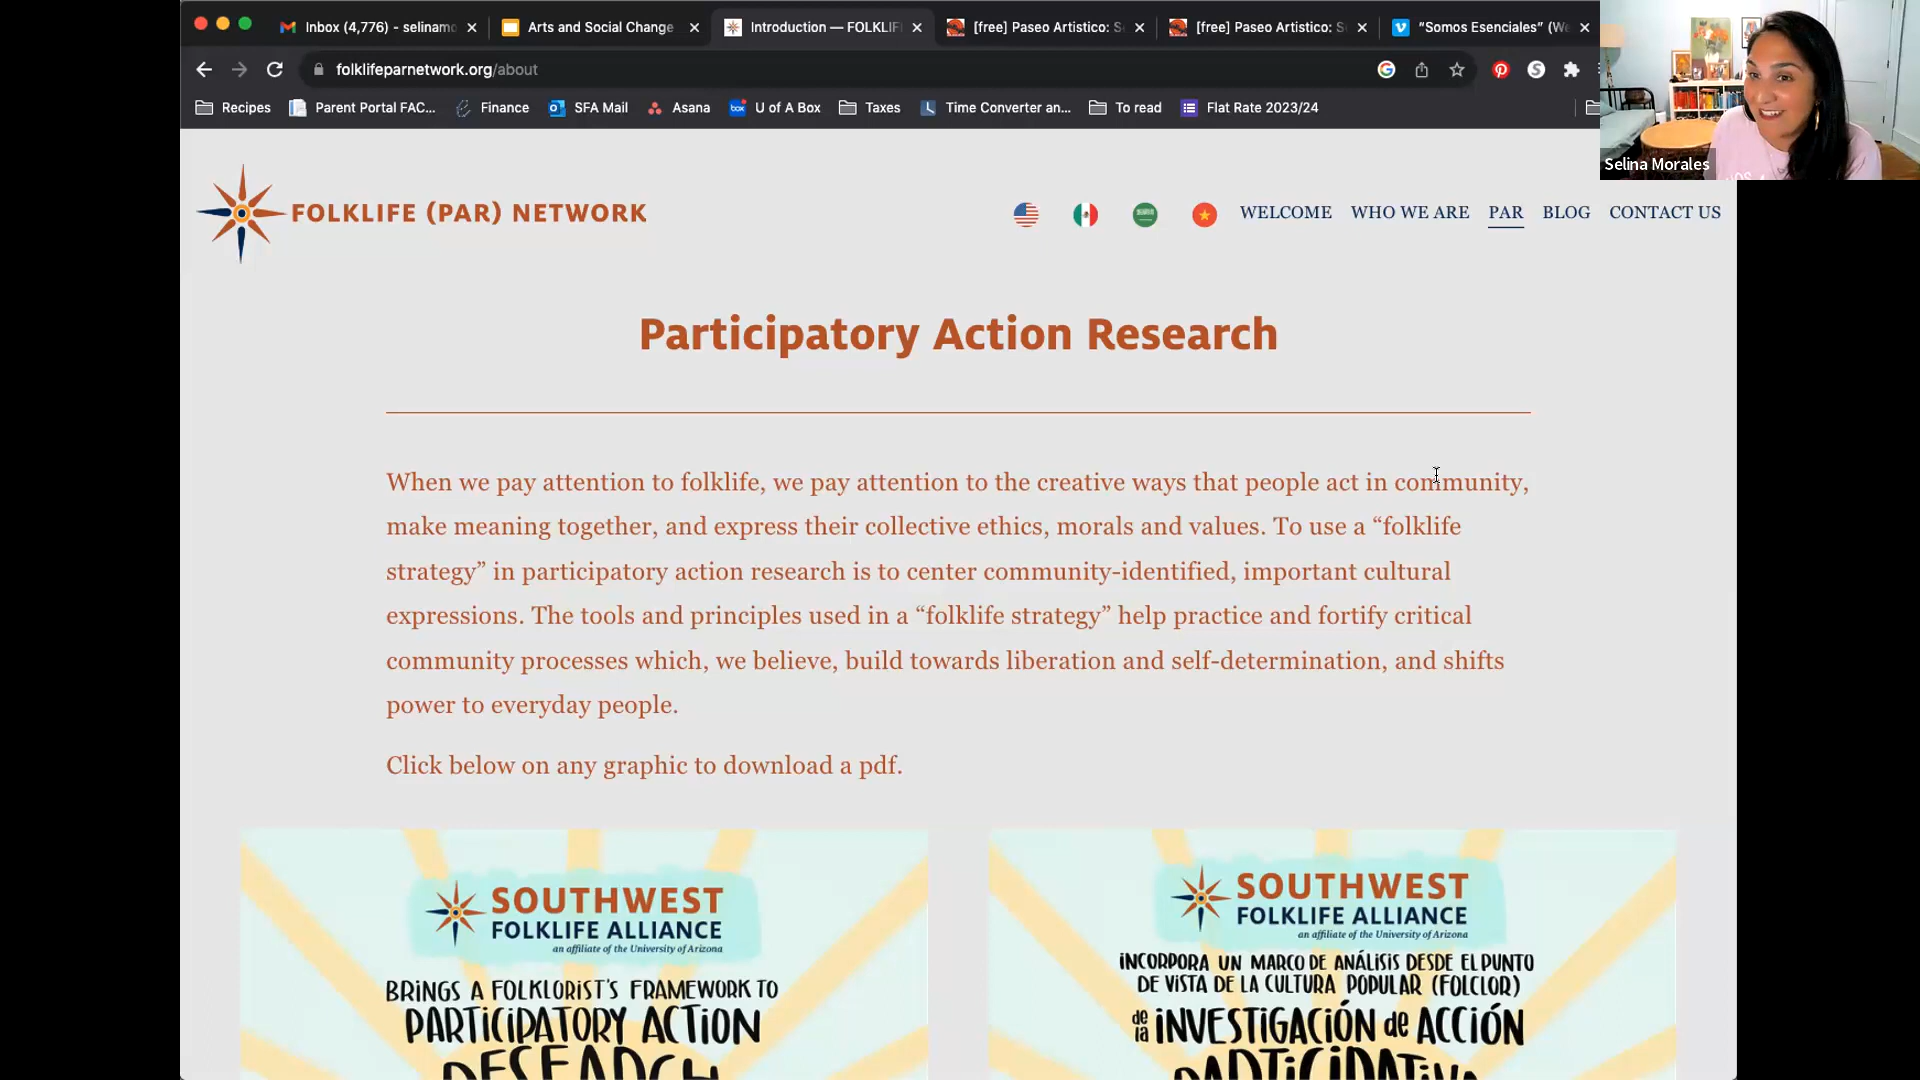 Inbox (4,776) - selinamo
Arts and Social Change
Introduction — FOLKLIF
[free] Paseo Artistico: S
[free] Paseo Artistico: S
“Somos Esenciales” (We
folklifeparnetwork.org/about
Recipes
Parent Portal FAC...
Finance
SFA Mail
Asana
U of A Box
Taxes
Time Converter an...
To read
Flat Rate 2023/24
Selina Morales
FOLKLIFE (PAR) NETWORK
WELCOME
WHO WE ARE
PAR
BLOG
CONTACT US
Participatory Action Research
When we pay attention to folklife, we pay attention to the creative ways that people act in community,
make meaning together, and express their collective ethics, morals and values. To use a “folklife
strategy” in participatory action research is to center community-identified, important cultural
expressions. The tools and principles used in a “folklife strategy” help practice and fortify critical
community processes which, we believe, build towards liberation and self-determination, and shifts
power to everyday people.
Click below on any graphic to download a pdf.
SOUTHWEST
FOLKLIFE ALLIANCE
an affiliate of the University of Arizona
BRINGS A FOLKLORIST'S FRAMEWORK TO
PARTICIPATORY ACTION
RESEARCH
SOUTHWEST
FOLKLIFE ALLIANCE
an affiliate of the University of Arizona
INCORPORA UN MARCO DE ANÁLISIS DESDE EL PUNTO
DE VISTA DE LA CULTURA POPULAR (FOLCLOR)
de la INVESTIGACIÓN de ACCIÓN
PARTICIPATIVA